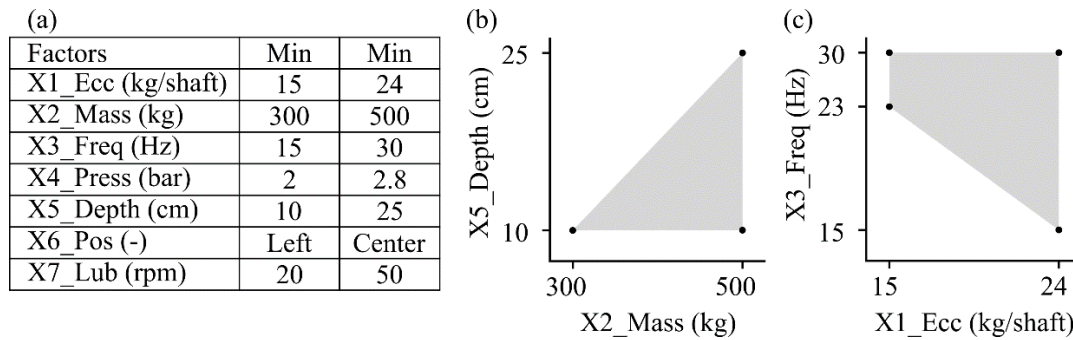 (a)
Factors Min Min
X1_Ecc (kg/shaft) 15 24
X2_Mass (kg) 300 500
X3_Freq (Hz) 15 30
X4_Press (bar) 2 2.8
X5_Depth (cm) 10 25
X6_Pos (-) Left Center
X7_Lub (rpm) 20 50
(b)
X5_Depth (cm)
25
10
300 500
X2_Mass (kg)
(c)
X3_Freq (Hz)
30
23
15
15 24
X1_Ecc (kg/shaft)